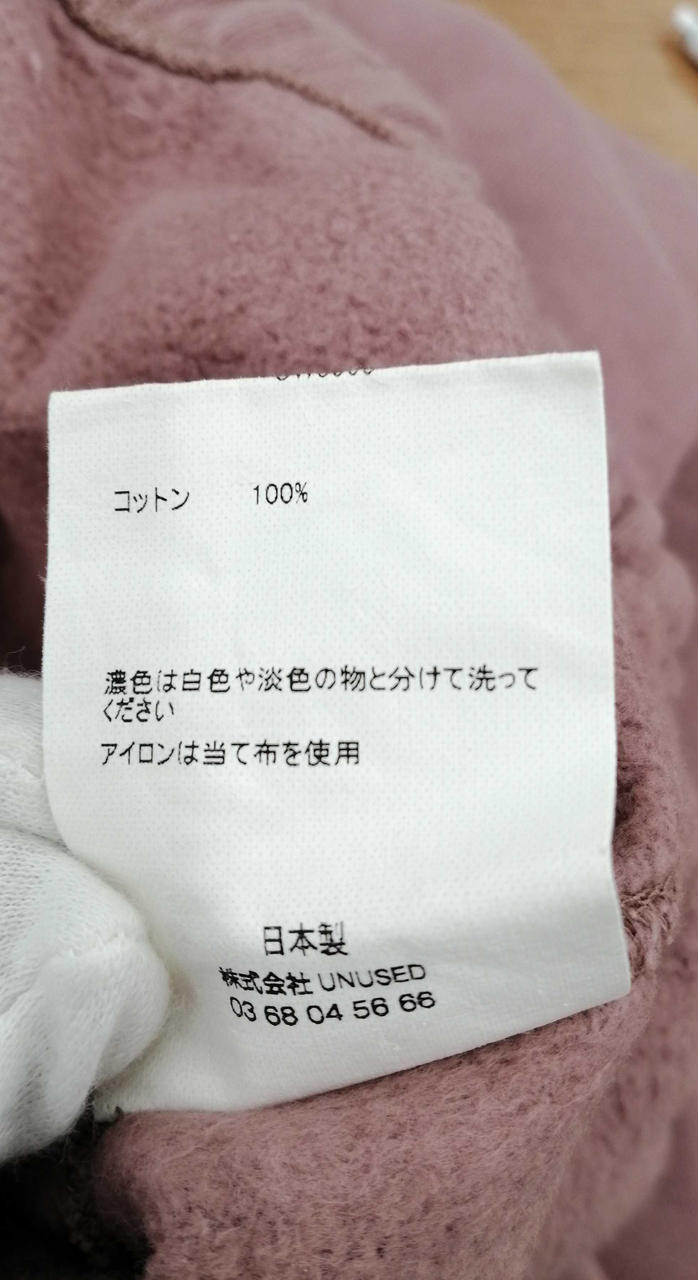 コットン 100%
濃色は白色や淡色の物と分けて洗って
ください
アイロンは当て布を使用
日本製
株式会社 UNUSED
03 68 04 56 66